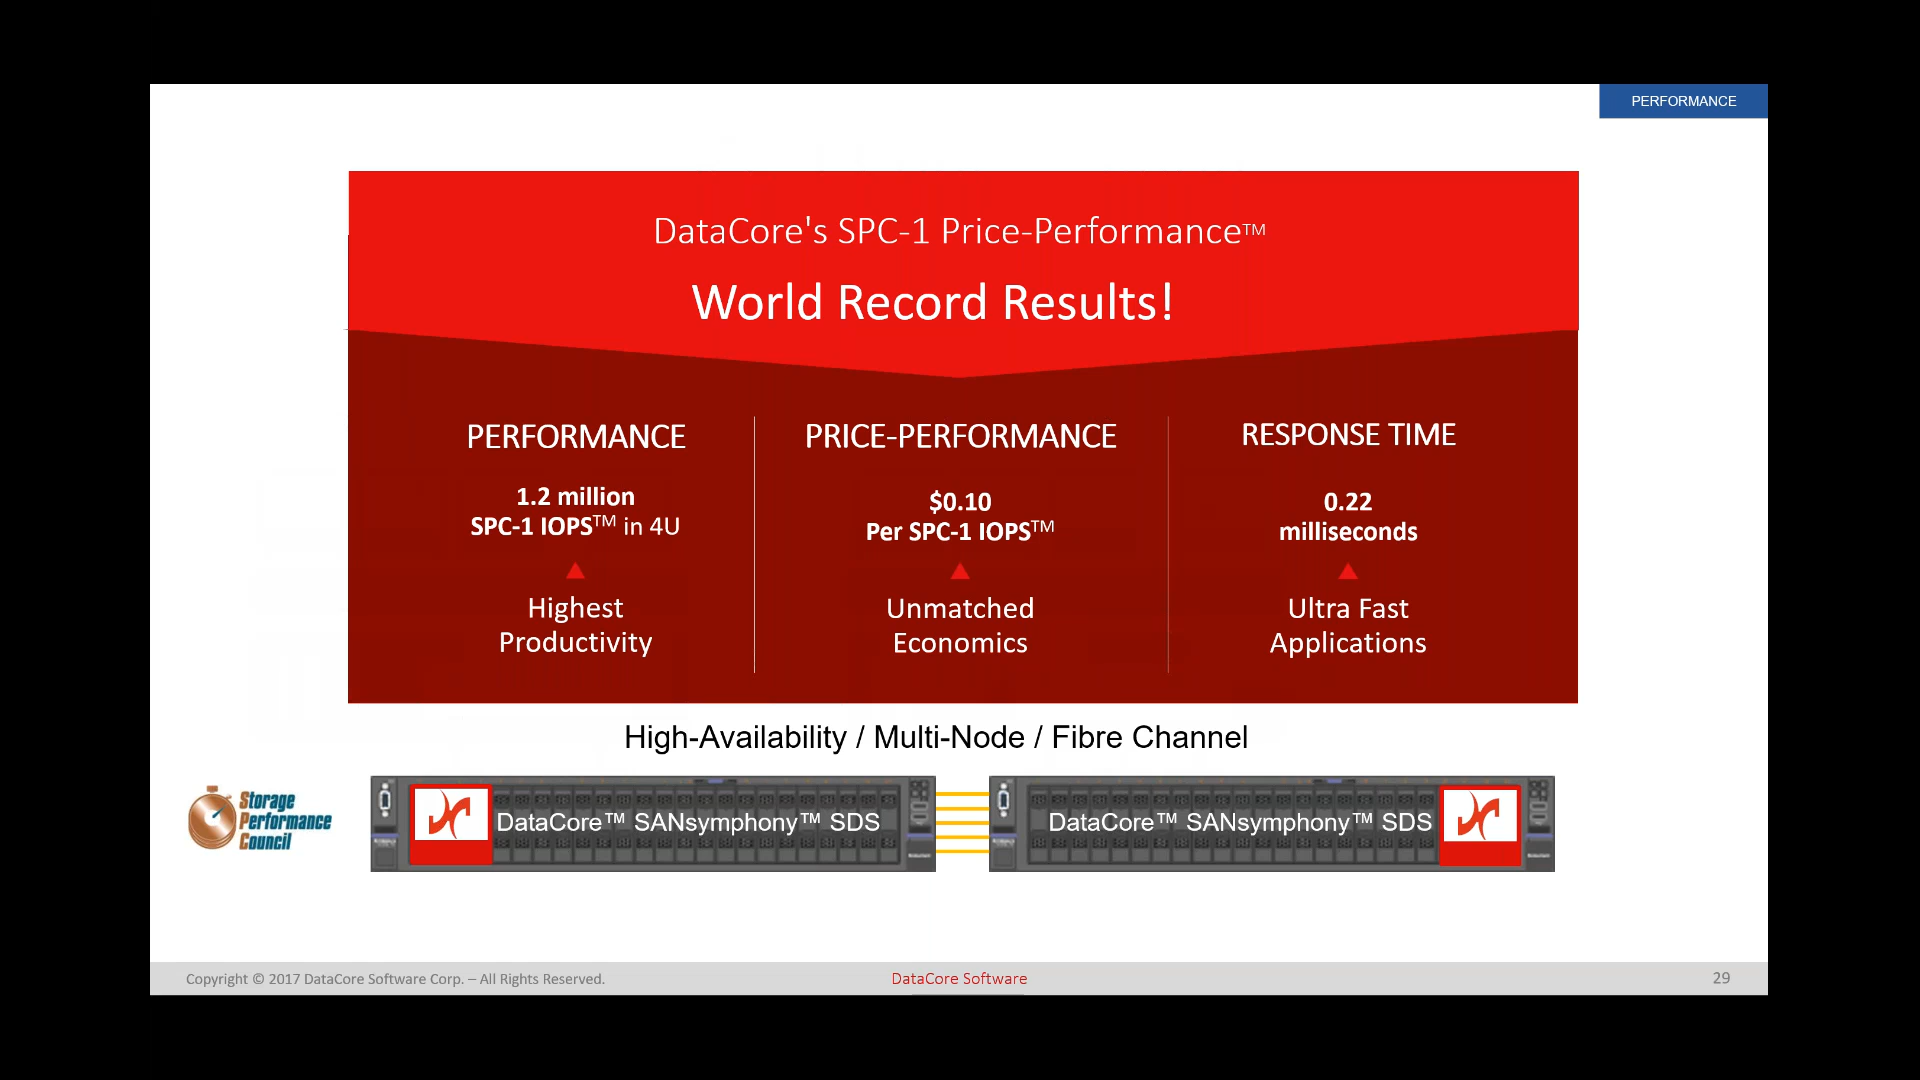 PERFORMANCE
DataCore's SPC-1 Price-Performance™
World Record Results!
PERFORMANCE
1.2 million
SPC-1 IOPS™ in 4U
Highest
Productivity
PRICE-PERFORMANCE
$0.10
Per SPC-1 IOPS™
Unmatched
Economics
RESPONSE TIME
0.22
milliseconds
Ultra Fast
Applications
High-Availability / Multi-Node / Fibre Channel
Storage
Performance
Council
DataCore™ SANsymphony™ SDS
DataCore™ SANsymphony™ SDS
Copyright © 2017 DataCore Software Corp. – All Rights Reserved.
DataCore Software
29